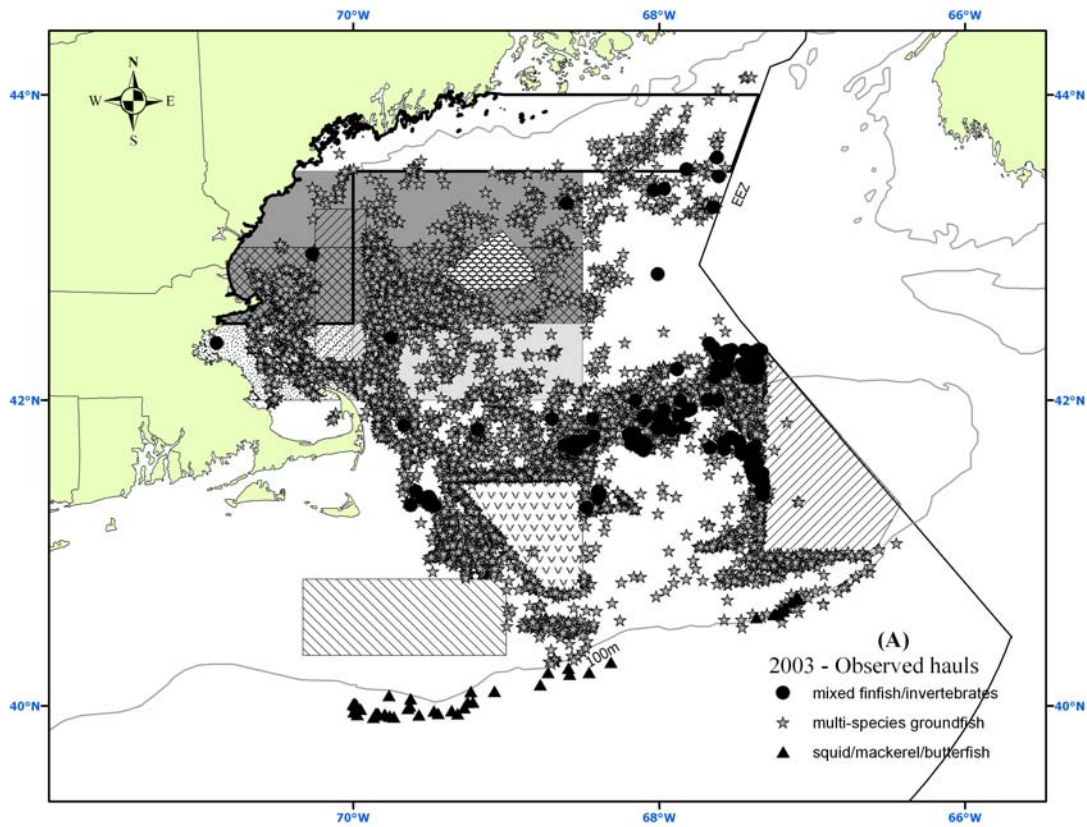 70°W 68°W 66°W
N
W E
S
44°N 44°N
EEZ
42°N 42°N
100m
(A)
2003 - Observed hauls
mixed finfish/invertebrates
multi-species groundfish
squid/mackerel/butterfish
40°N 40°N
70°W 68°W 66°W